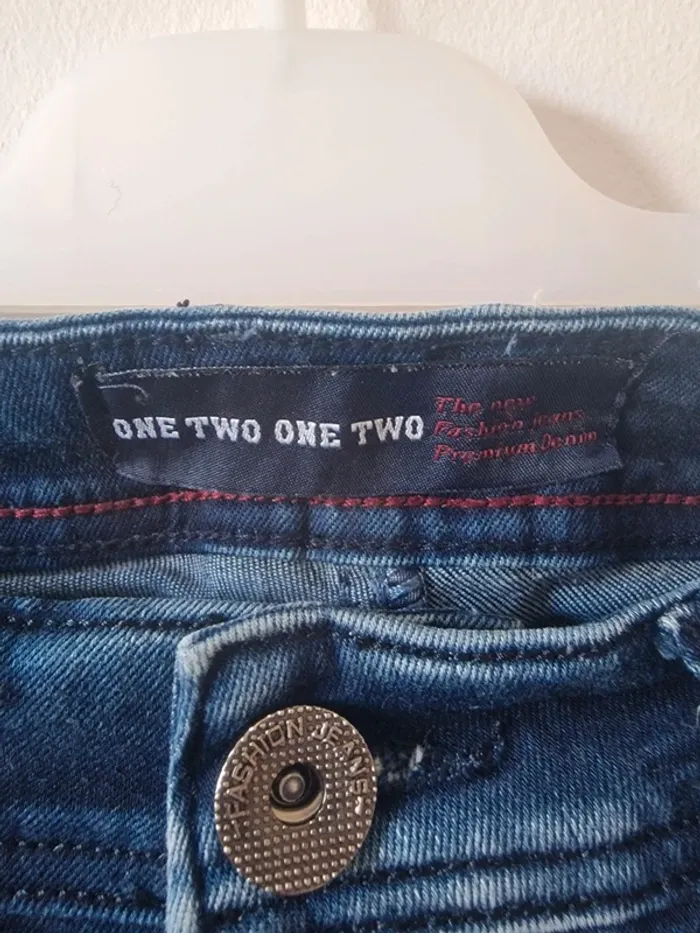 ONE TWO ONE TWO
The new
Fashion jeans
Premium Denim
FASHION JEANS